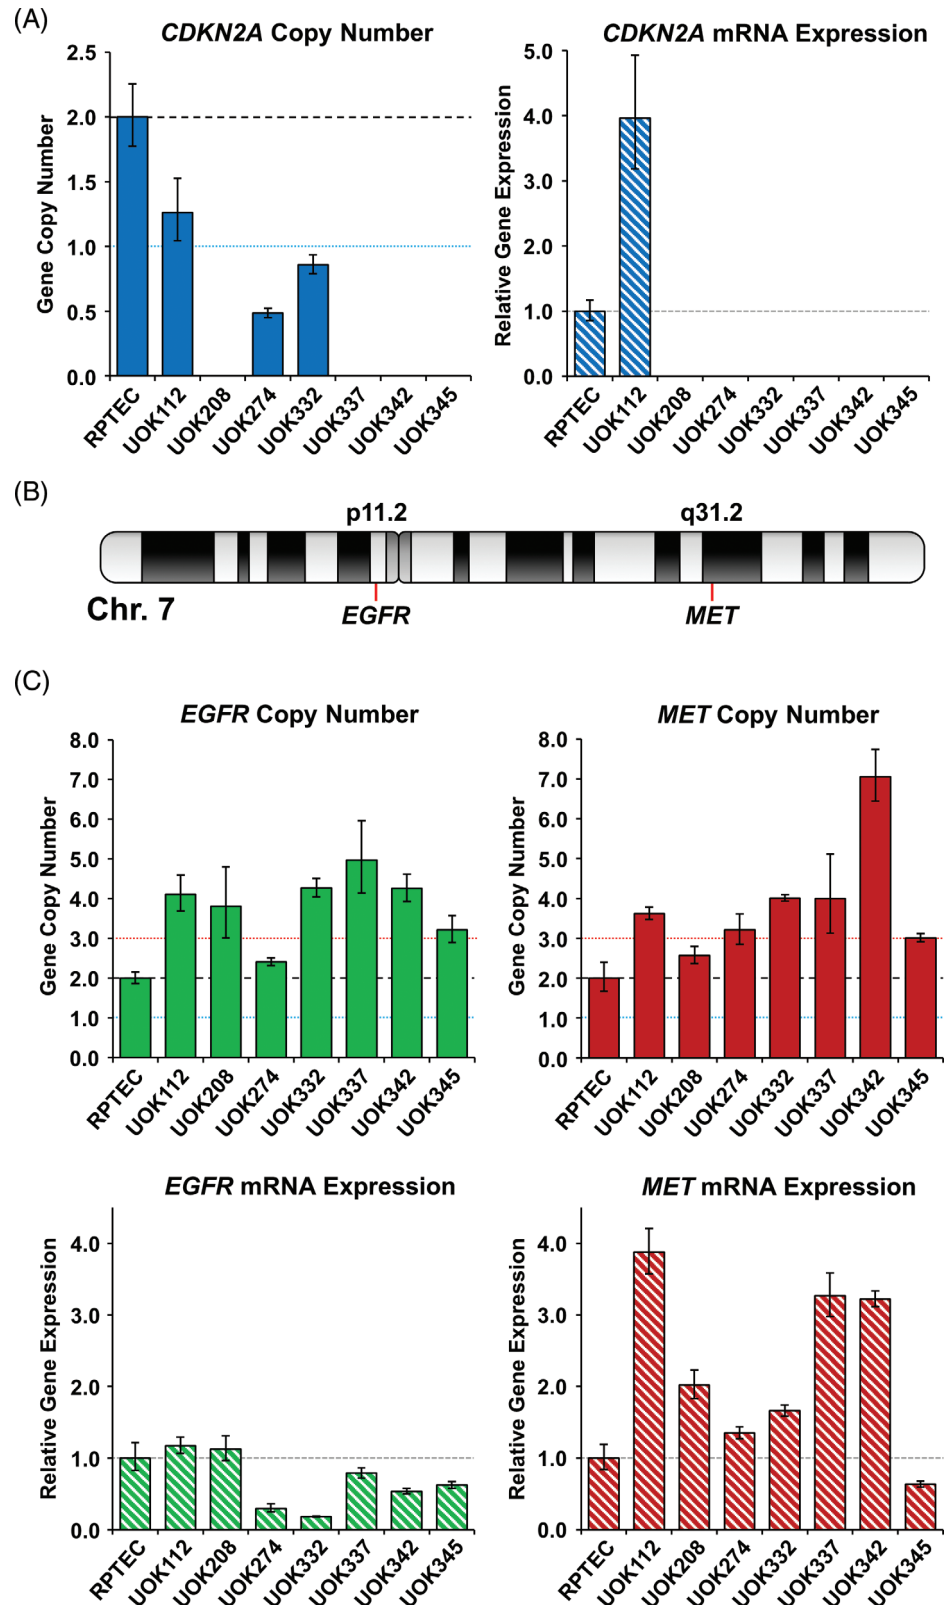 (A)
CDKN2A Copy Number
Gene Copy Number
2.5
2.0
1.5
1.0
0.5
0.0
RPTEC
UOK112
UOK208
UOK274
UOK332
UOK337
UOK342
UOK345
CDKN2A mRNA Expression
Relative Gene Expression
5.0
4.0
3.0
2.0
1.0
0.0
RPTEC
UOK112
UOK208
UOK274
UOK332
UOK337
UOK342
UOK345
(B)
p11.2
q31.2
Chr. 7
EGFR
MET
(C)
EGFR Copy Number
Gene Copy Number
8.0
7.0
6.0
5.0
4.0
3.0
2.0
1.0
0.0
RPTEC
UOK112
UOK208
UOK274
UOK332
UOK337
UOK342
UOK345
MET Copy Number
Gene Copy Number
8.0
7.0
6.0
5.0
4.0
3.0
2.0
1.0
0.0
RPTEC
UOK112
UOK208
UOK274
UOK332
UOK337
UOK342
UOK345
EGFR mRNA Expression
Relative Gene Expression
4.0
3.0
2.0
1.0
0.0
RPTEC
UOK112
UOK208
UOK274
UOK332
UOK337
UOK342
UOK345
MET mRNA Expression
Relative Gene Expression
4.0
3.0
2.0
1.0
0.0
RPTEC
UOK112
UOK208
UOK274
UOK332
UOK337
UOK342
UOK345